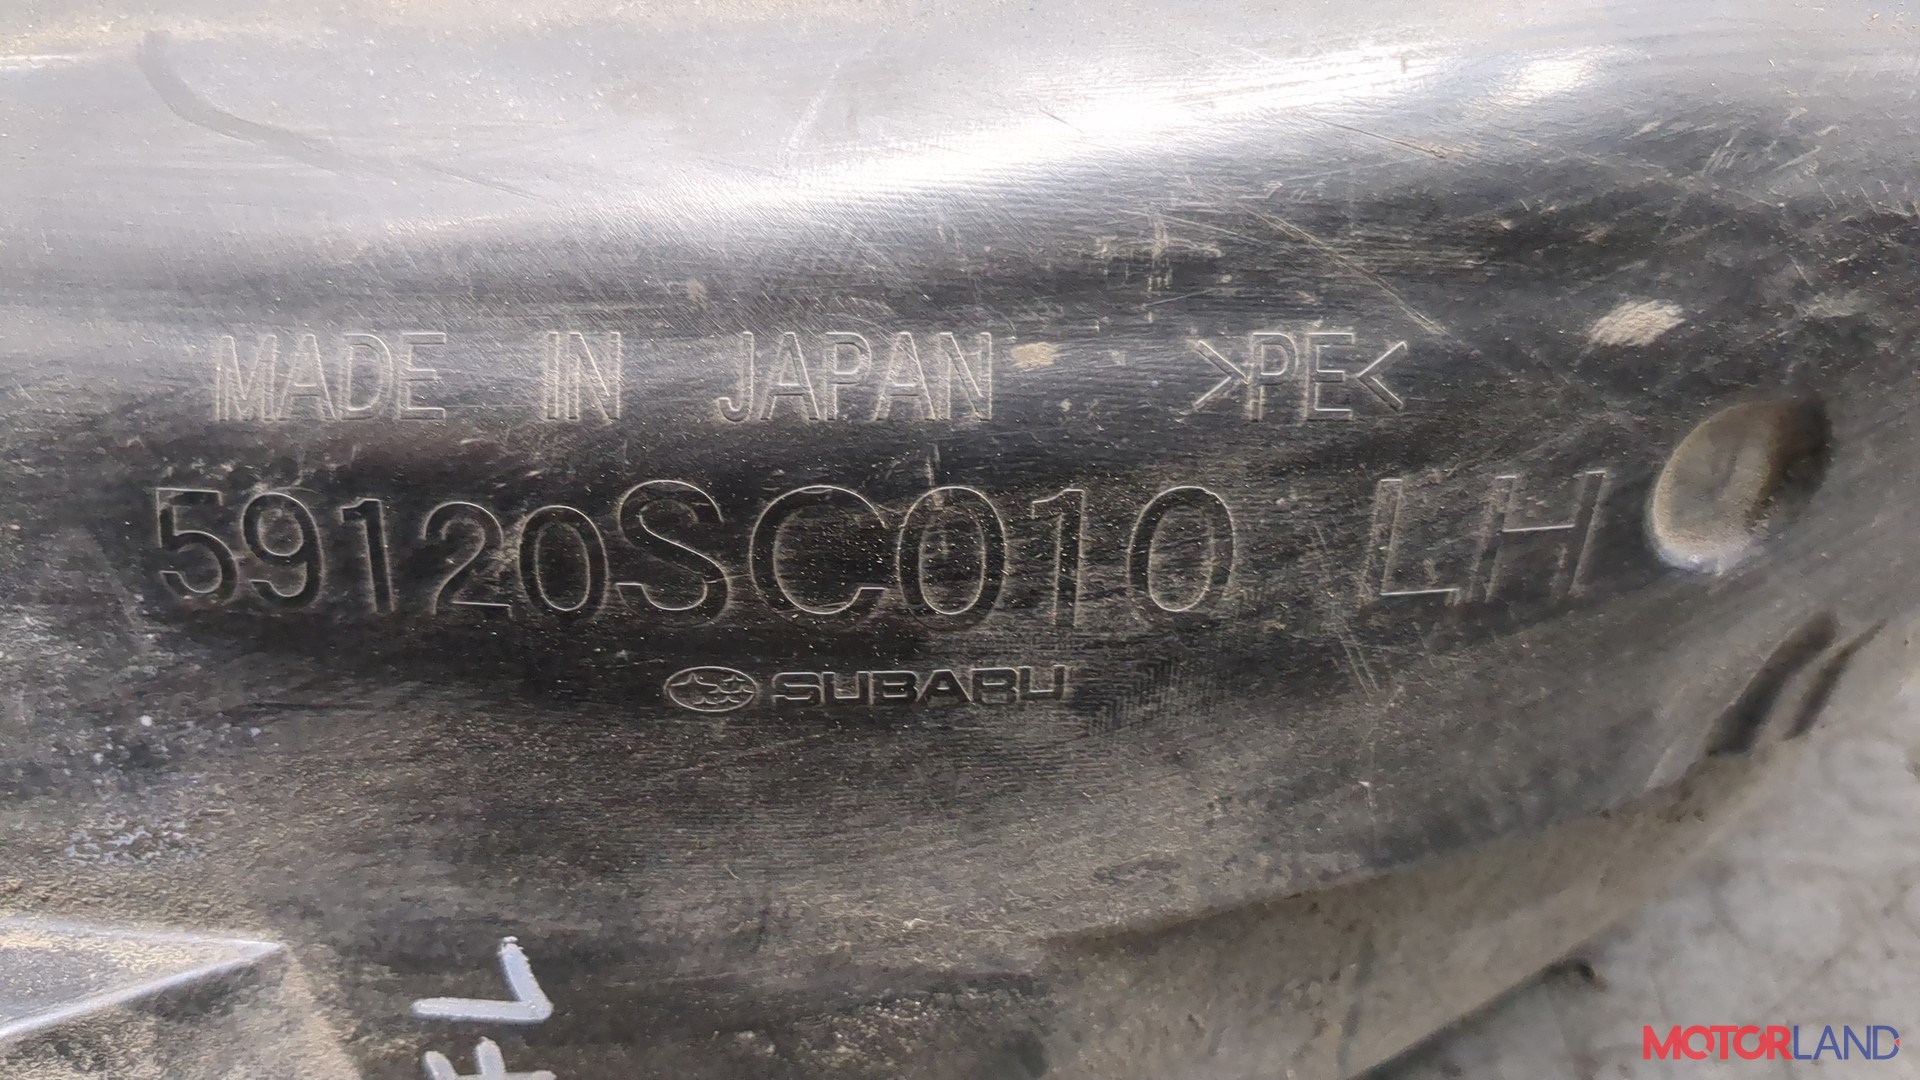 MADE IN JAPAN >PE<
59120SC010 LH
SUBARU
MOTORLAND